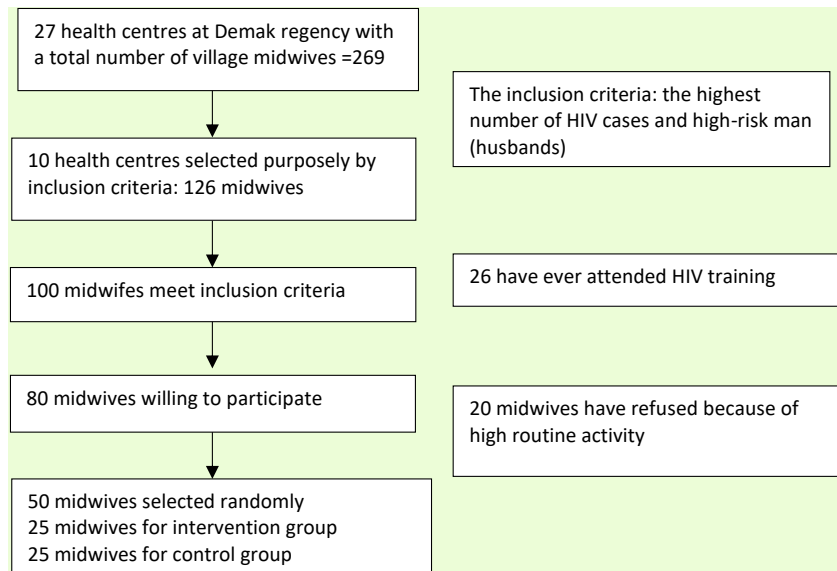 27 health centres at Demak regency with
a total number of village midwives =269
The inclusion criteria: the highest
number of HIV cases and high-risk man
(husbands)
10 health centres selected purposely by
inclusion criteria: 126 midwives
100 midwifes meet inclusion criteria
26 have ever attended HIV training
80 midwives willing to participate
20 midwives have refused because of
high routine activity
50 midwives selected randomly
25 midwives for intervention group
25 midwives for control group